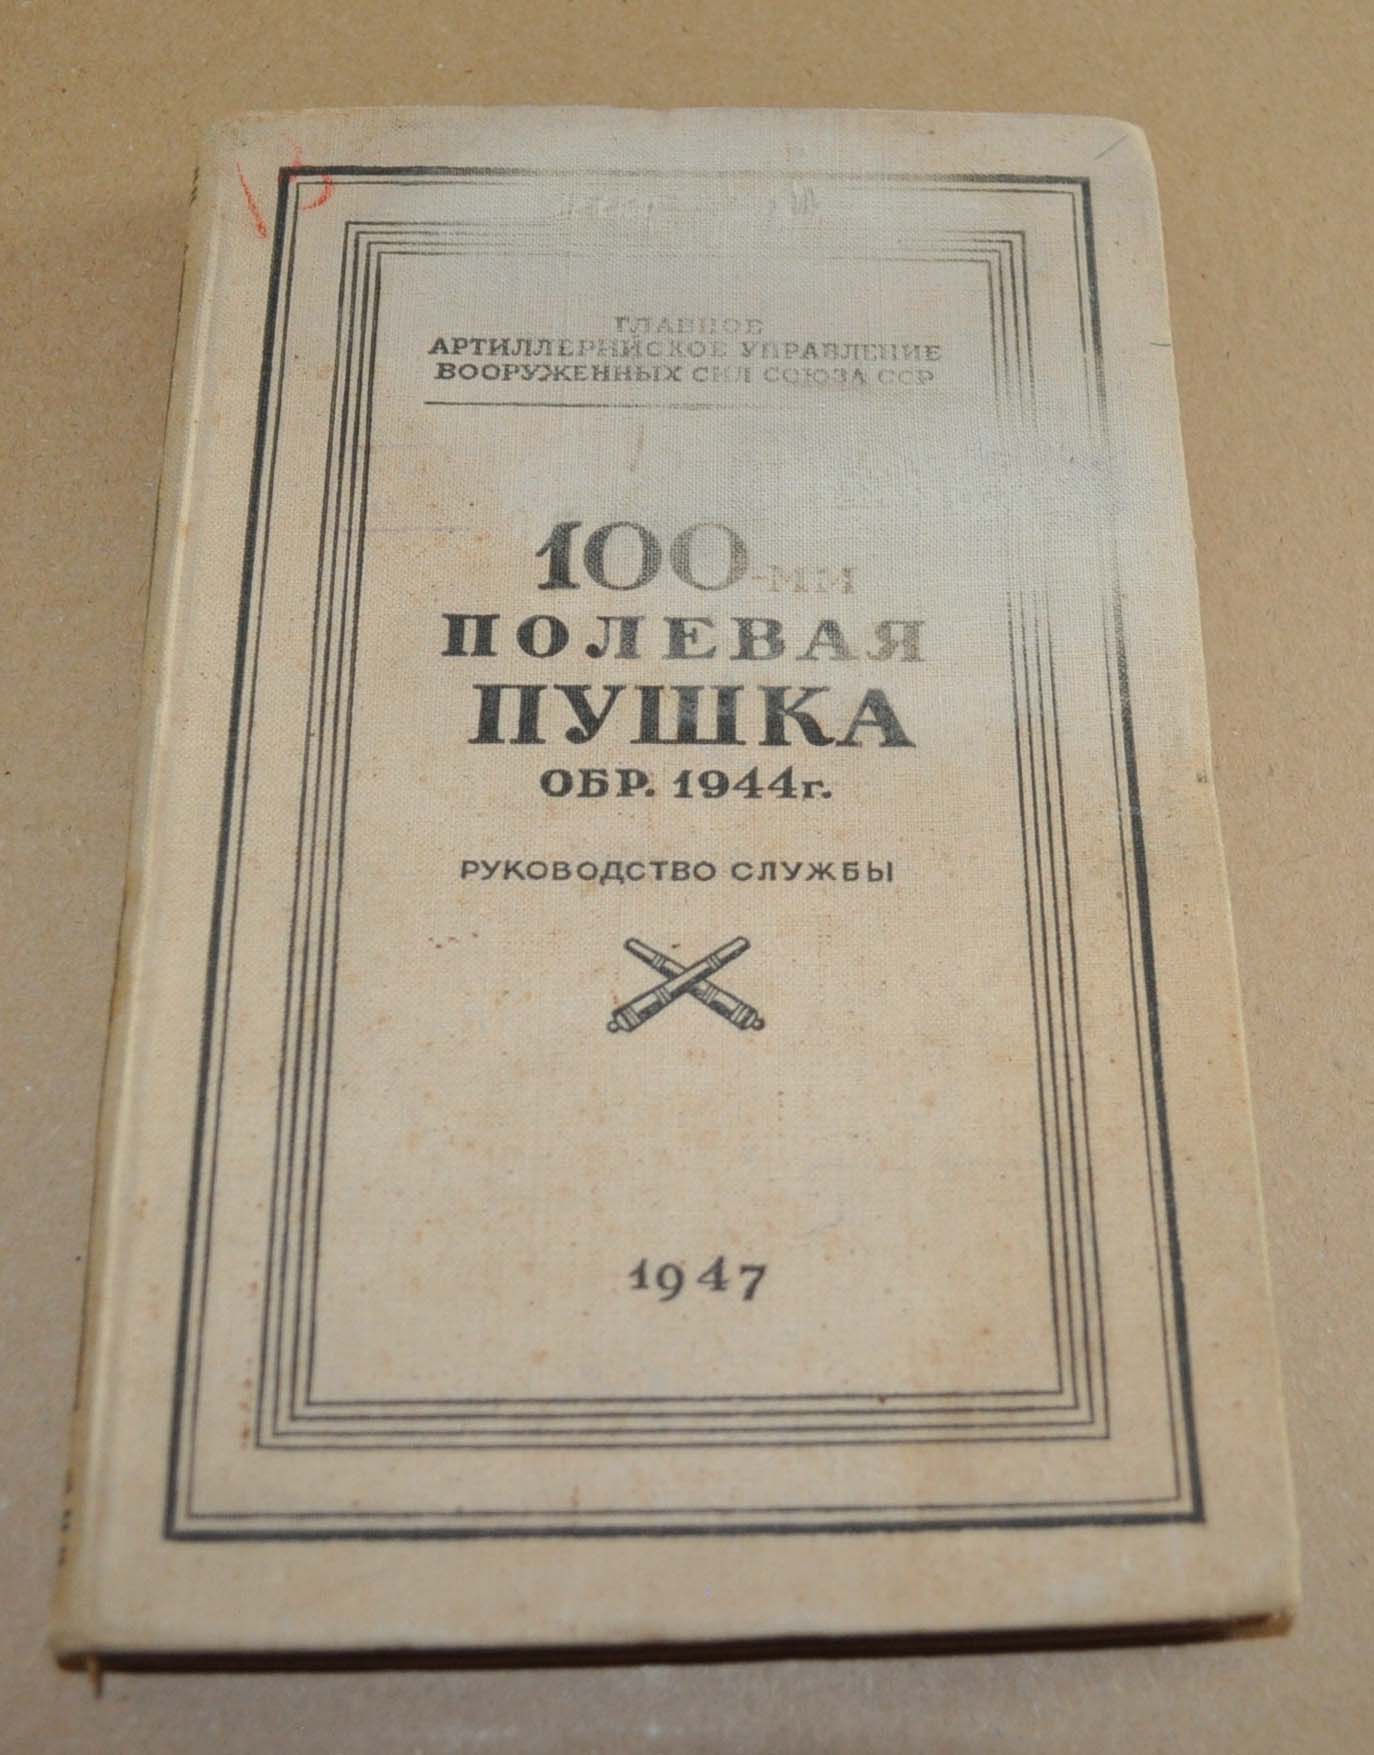 ГЛАВНОЕ
АРТИЛЛЕРИЙСКОЕ УПРАВЛЕНИЕ
ВООРУЖЕННЫХ СИЛ СОЮЗА ССР
100-мм
ПОЛЕВАЯ
ПУШКА
ОБР. 1944г.
РУКОВОДСТВО СЛУЖБЫ
1947